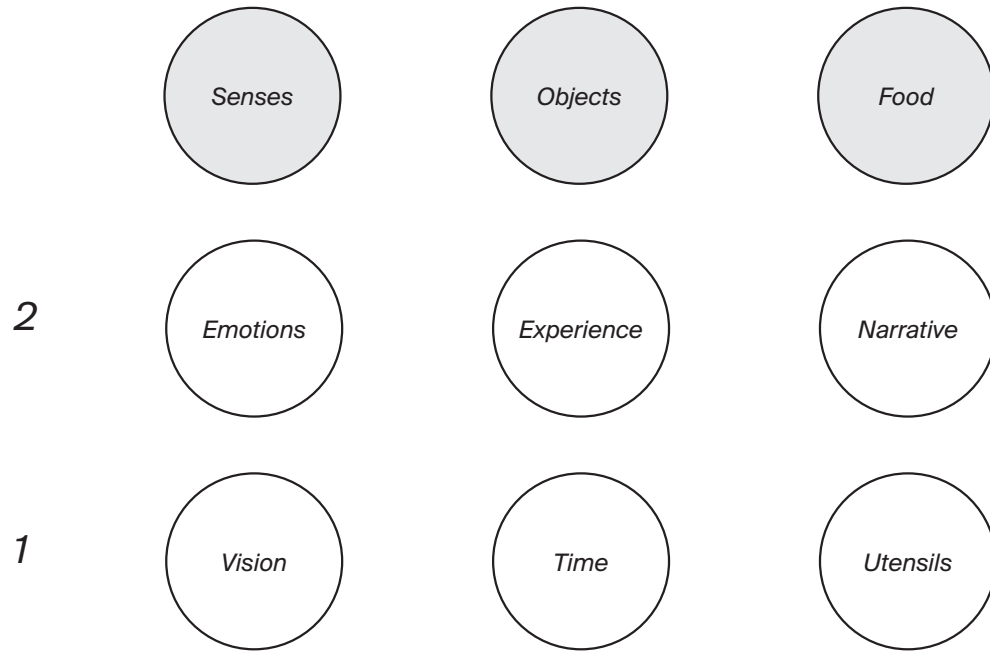 Senses Objects Food
2 Emotions Experience Narrative
1 Vision Time Utensils